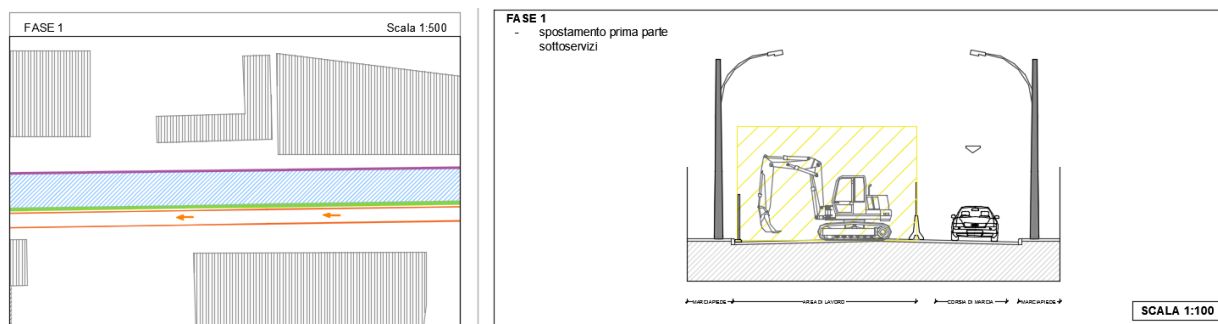 FASE 1
Scala 1:500
FASE 1
- spostamento prima parte
sottoservizi
MARCIAPIEDE
AREA DI LAVORO
CORSIA DI MARCIA
MARCIAPIEDE
SCALA 1:100